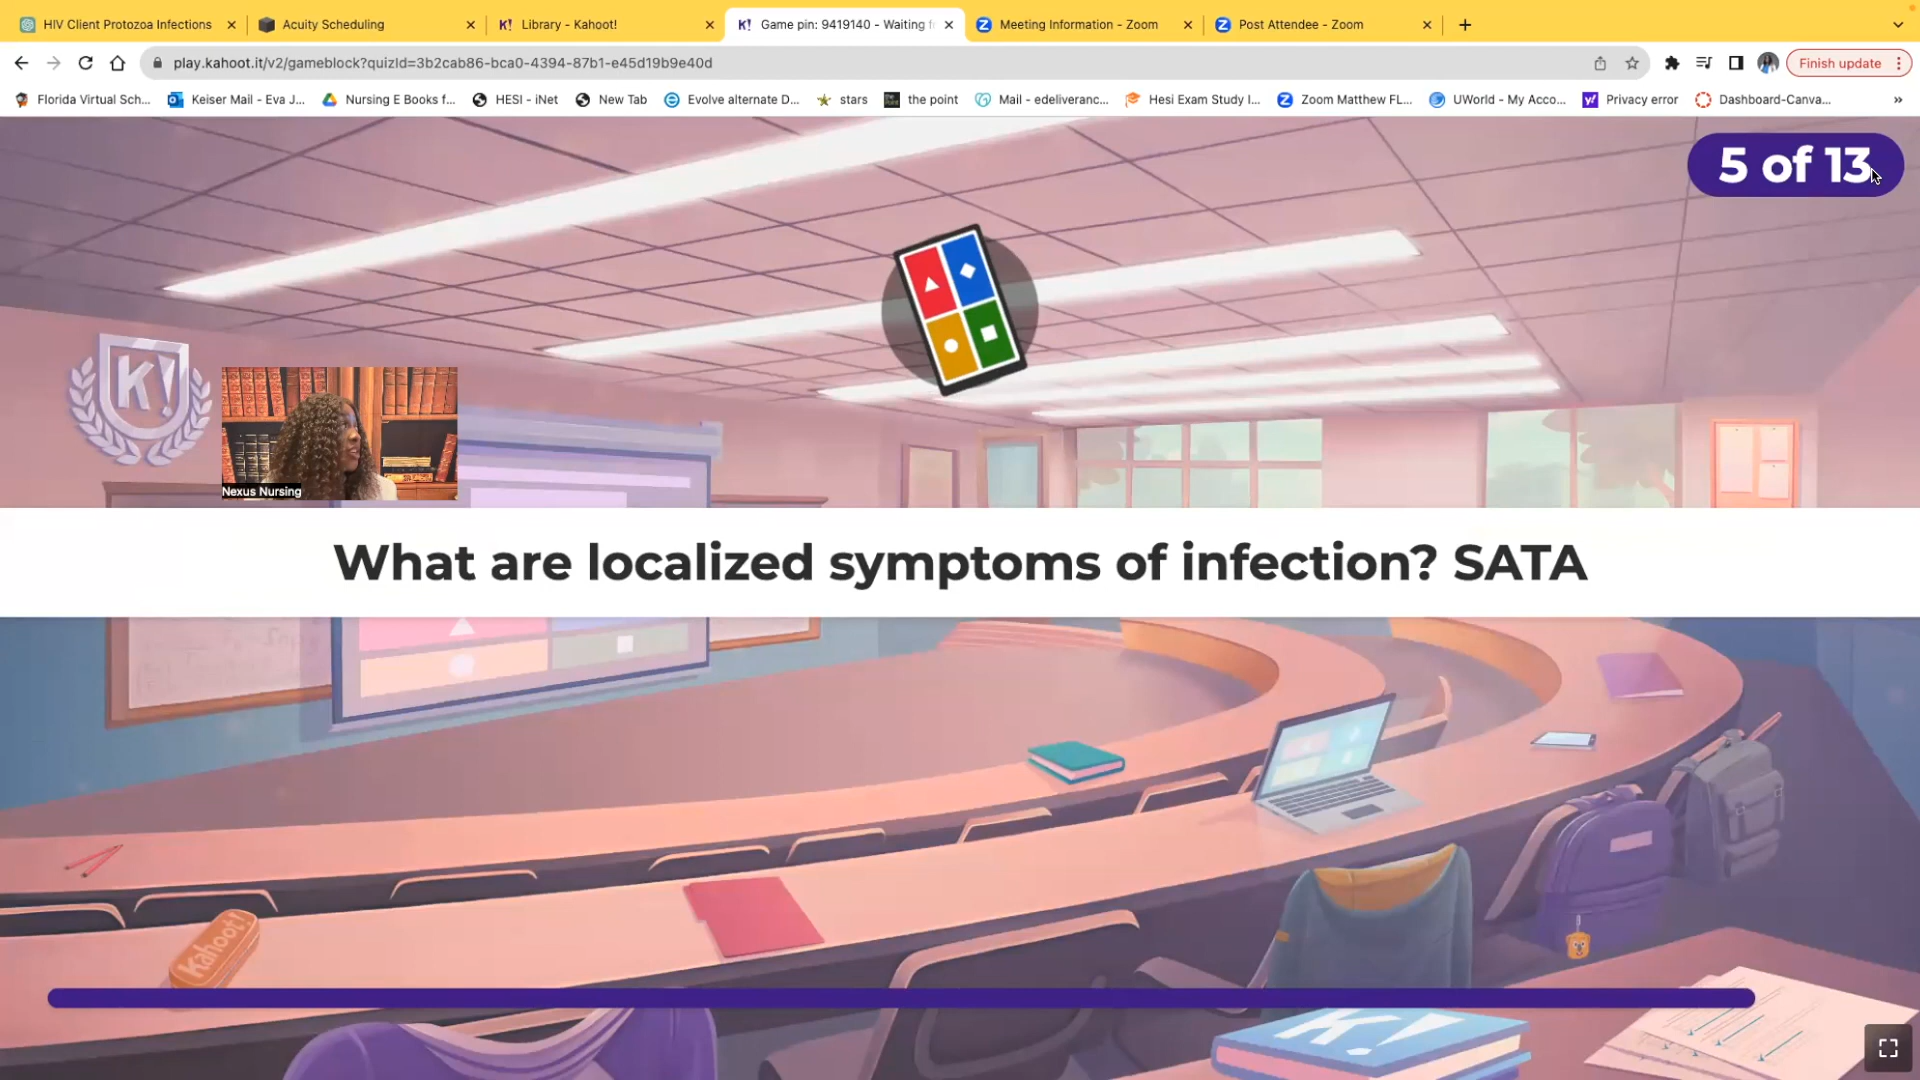 HIV Client Protozoa Infections
Acuity Scheduling
K! Library - Kahoot!
K! Game pin: 9419140 - Waiting f
Meeting Information - Zoom
Post Attendee - Zoom
play.kahoot.it/v2/gameblock?quizId=3b2cab86-bca0-4394-87b1-e45d19b9e40d
Finish update
Florida Virtual Sch...
Keiser Mail - Eva J...
Nursing E Books f...
HESI - iNet
New Tab
Evolve alternate D...
stars
the point
Mail - edeliveranc...
Hesi Exam Study I...
Zoom Matthew FL...
UWorld - My Acco...
Privacy error
Dashboard-Canva...
5 of 13
K!
Nexus Nursing
What are localized symptoms of infection? SATA
Kahoot!
K!